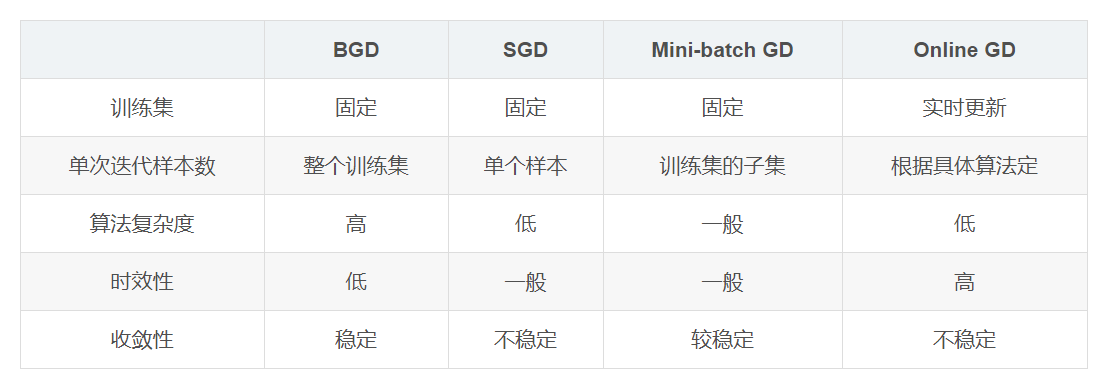 BGD SGD Mini-batch GD Online GD
训练集 固定 固定 固定 实时更新
单次迭代样本数 整个训练集 单个样本 训练集的子集 根据具体算法定
算法复杂度 高 低 一般 低
时效性 低 一般 一般 高
收敛性 稳定 不稳定 较稳定 不稳定